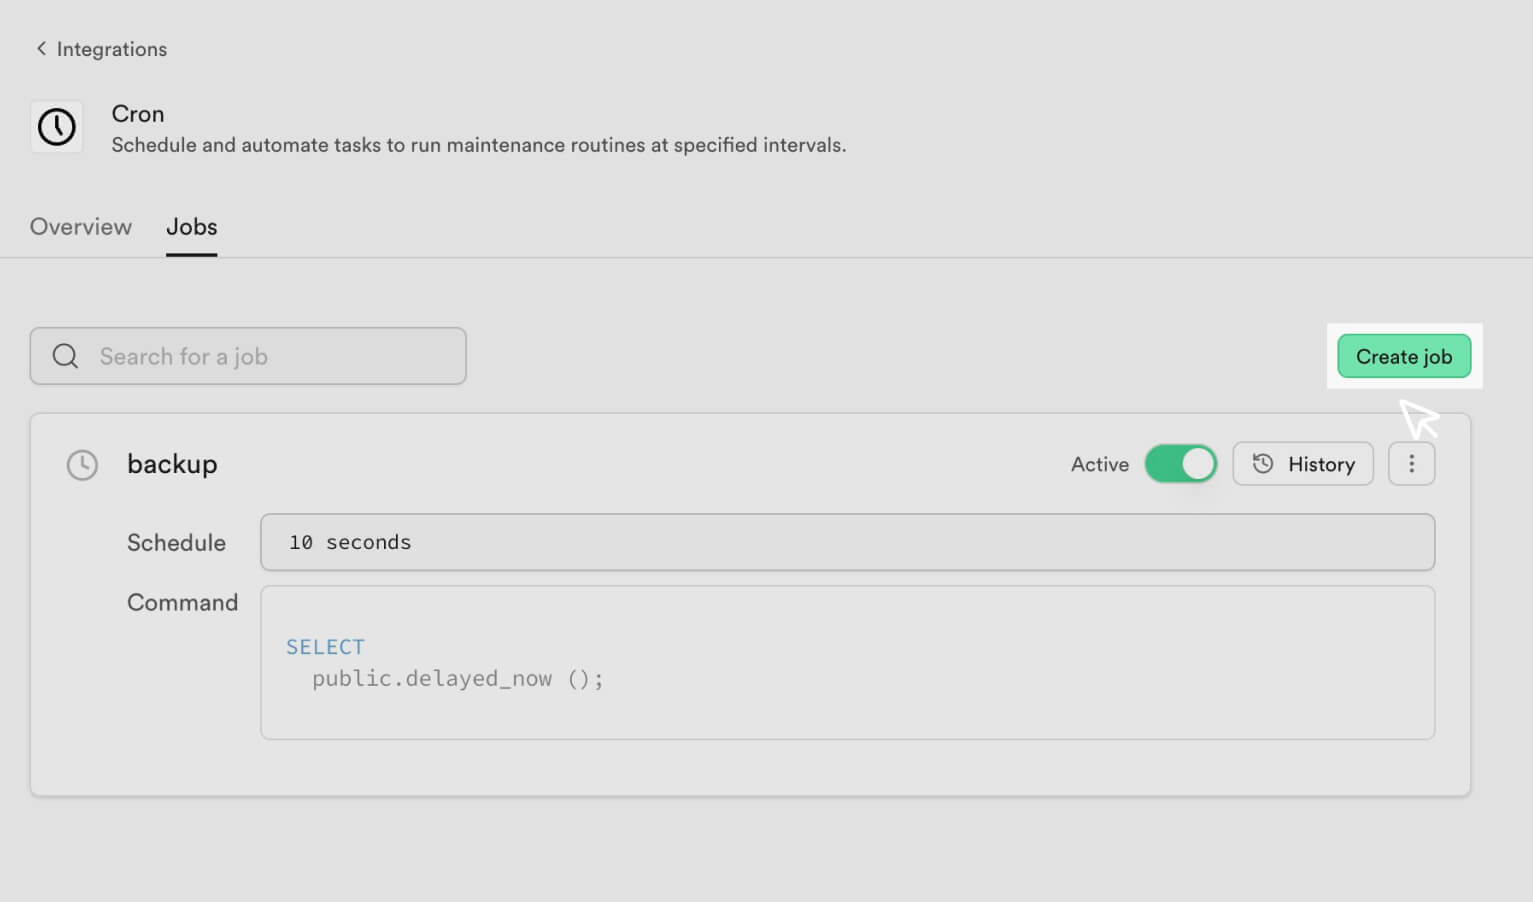 Integrations
Cron
Schedule and automate tasks to run maintenance routines at specified intervals.
Overview Jobs
Search for a job
Create job
backup
Active
History
Schedule
10 seconds
Command
SELECT
public.delayed_now ();